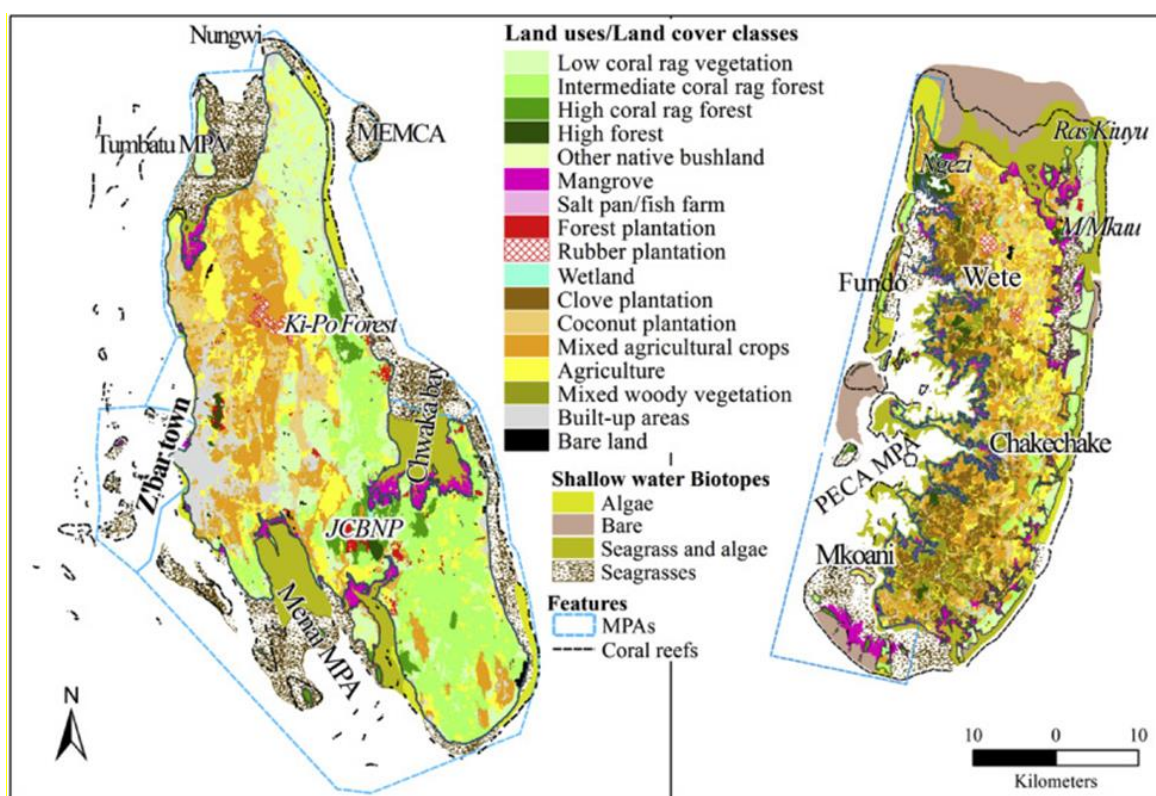 Nungwi
Tumbatu MPA
MEMCA
Ki-Po Forest
Z/bar town
Chwaka bay
JCBNP
Menai MPA
N
Land uses/Land cover classes
Low coral rag vegetation
Intermediate coral rag forest
High coral rag forest
High forest
Other native bushland
Mangrove
Salt pan/fish farm
Forest plantation
Rubber plantation
Wetland
Clove plantation
Coconut plantation
Mixed agricultural crops
Agriculture
Mixed woody vegetation
Built-up areas
Bare land
Shallow water Biotopes
Algae
Bare
Seagrass and algae
Seagrasses
Features
MPAs
Coral reefs
Ras Kiuyu
Ngezi
M/Mkuu
Fundo
Wete
Chakechake
PECA MPA
Mkoani
10 0 10
Kilometers